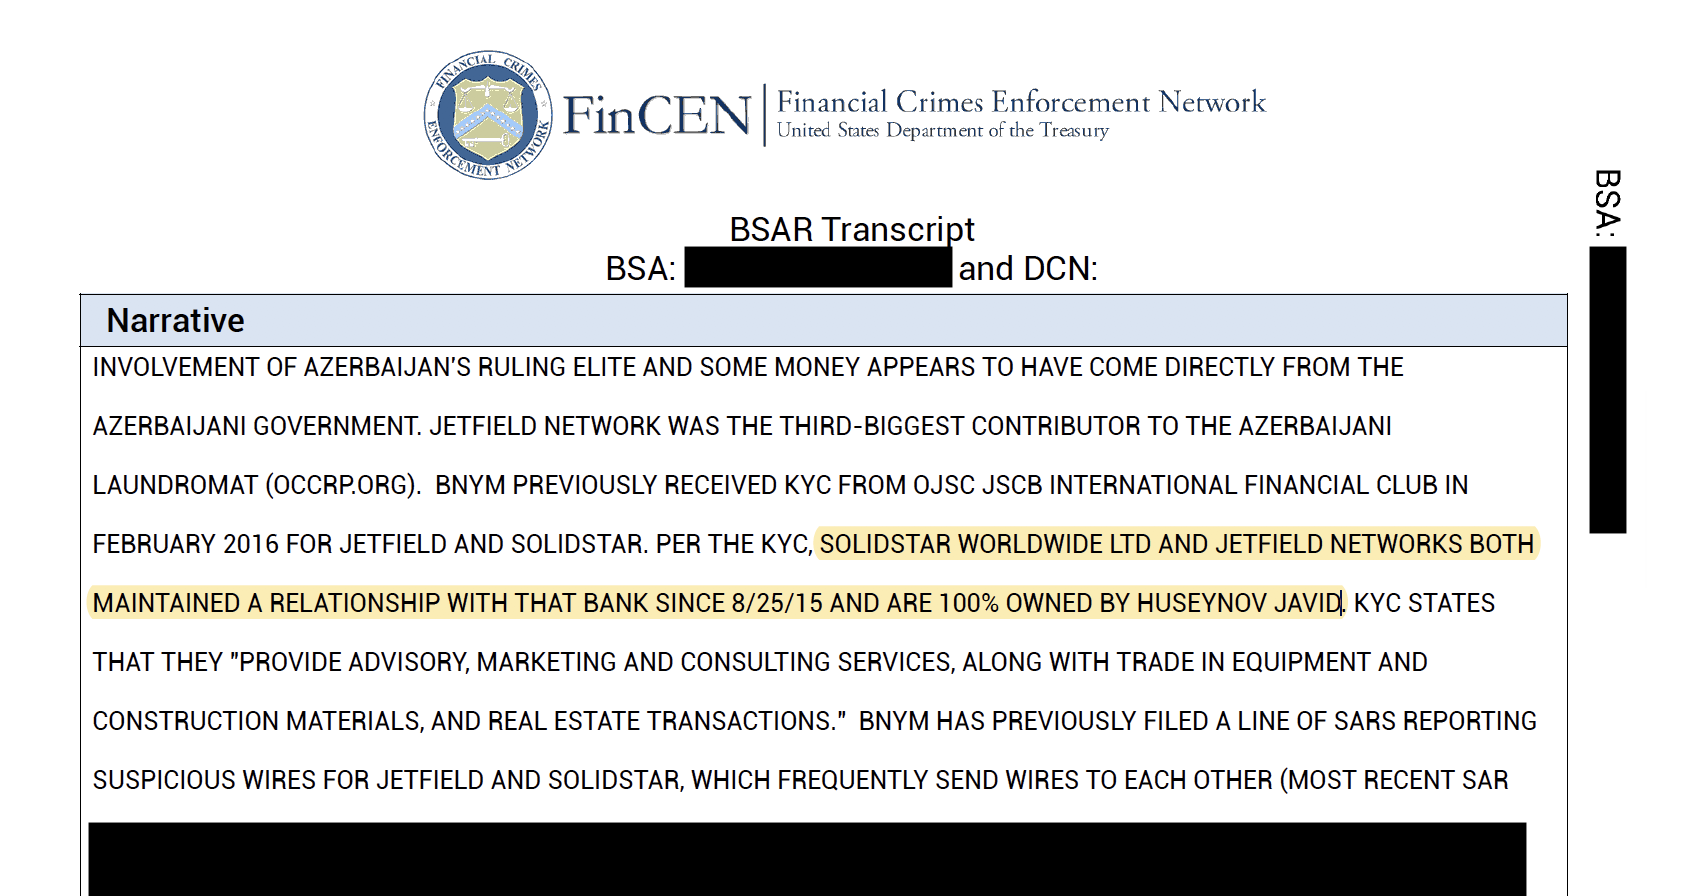 FINANCIAL CRIMES
ENFORCEMENT NETWORK
FinCEN
Financial Crimes Enforcement Network
United States Department of the Treasury
BSA:
BSAR Transcript
BSA: and DCN:
Narrative
INVOLVEMENT OF AZERBAIJAN'S RULING ELITE AND SOME MONEY APPEARS TO HAVE COME DIRECTLY FROM THE
AZERBAIJANI GOVERNMENT. JETFIELD NETWORK WAS THE THIRD-BIGGEST CONTRIBUTOR TO THE AZERBAIJANI
LAUNDROMAT (OCCRP.ORG).  BNYM PREVIOUSLY RECEIVED KYC FROM OJSC JSCB INTERNATIONAL FINANCIAL CLUB IN
FEBRUARY 2016 FOR JETFIELD AND SOLIDSTAR. PER THE KYC, SOLIDSTAR WORLDWIDE LTD AND JETFIELD NETWORKS BOTH
MAINTAINED A RELATIONSHIP WITH THAT BANK SINCE 8/25/15 AND ARE 100% OWNED BY HUSEYNOV JAVID. KYC STATES
THAT THEY "PROVIDE ADVISORY, MARKETING AND CONSULTING SERVICES, ALONG WITH TRADE IN EQUIPMENT AND
CONSTRUCTION MATERIALS, AND REAL ESTATE TRANSACTIONS."  BNYM HAS PREVIOUSLY FILED A LINE OF SARS REPORTING
SUSPICIOUS WIRES FOR JETFIELD AND SOLIDSTAR, WHICH FREQUENTLY SEND WIRES TO EACH OTHER (MOST RECENT SAR